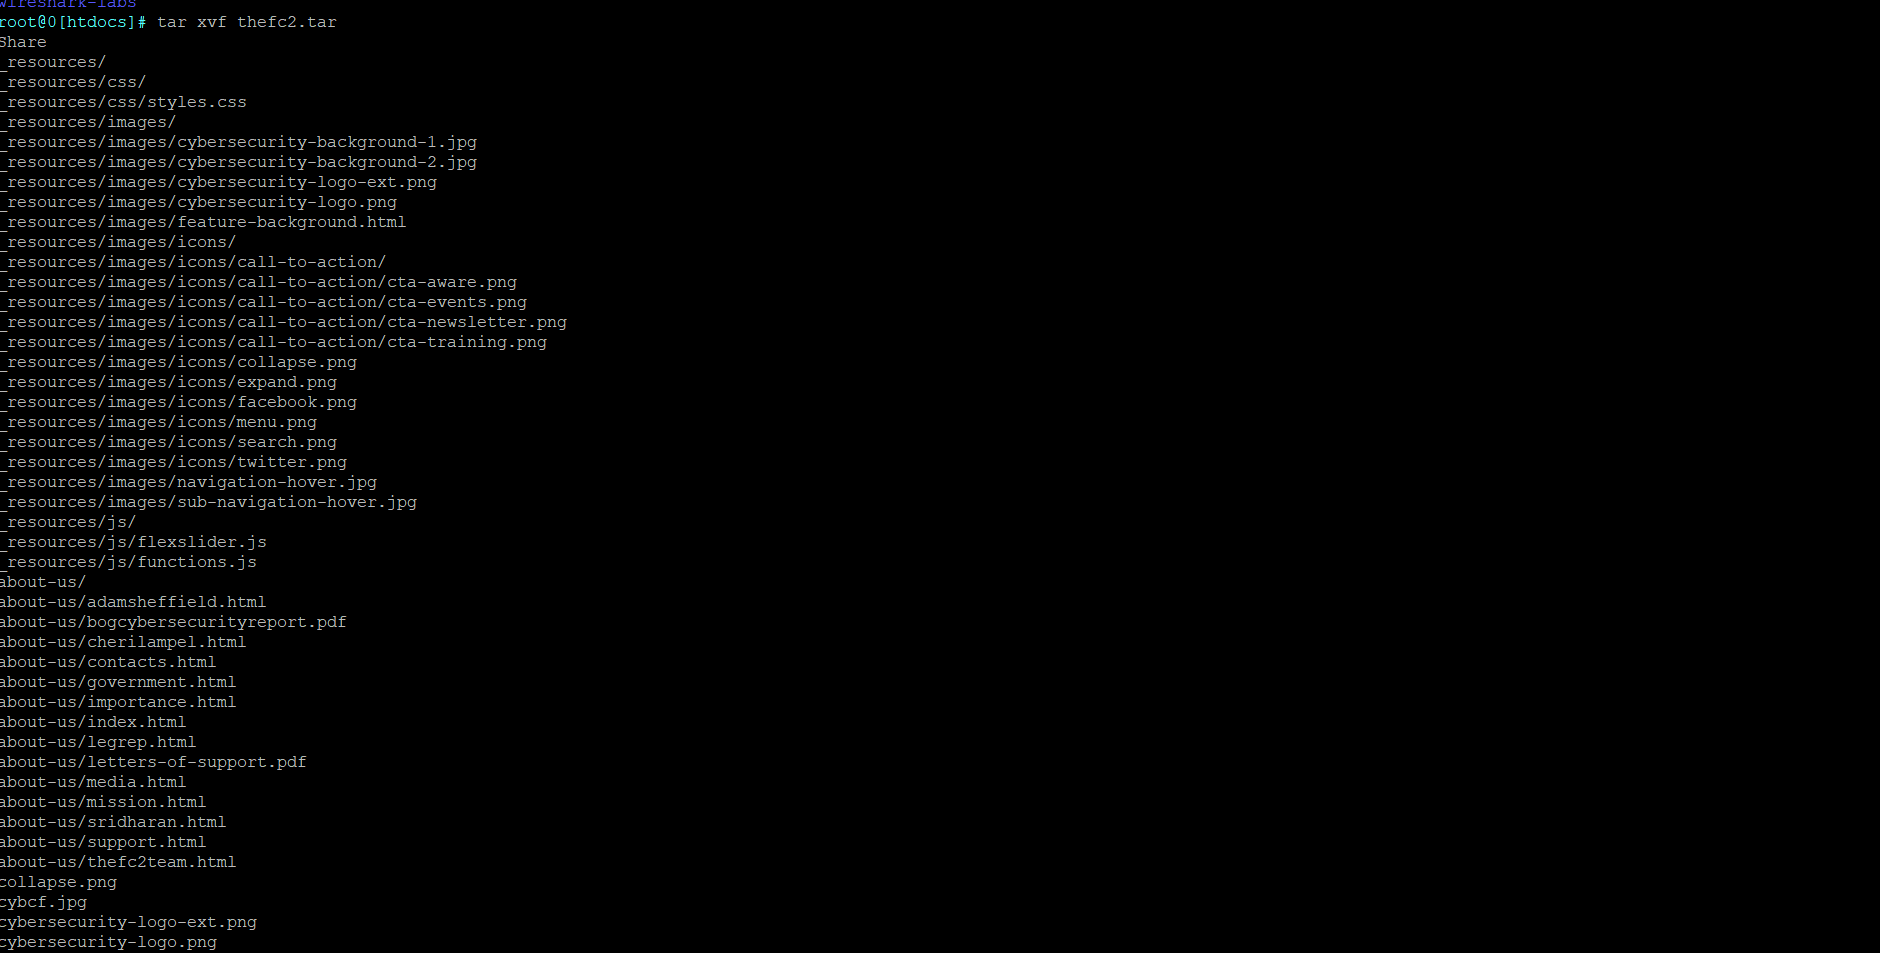 wireshark-labs
root@0[htdocs]# tar xvf thefc2.tar
Share
_resources/
_resources/css/
_resources/css/styles.css
_resources/images/
_resources/images/cybersecurity-background-1.jpg
_resources/images/cybersecurity-background-2.jpg
_resources/images/cybersecurity-logo-ext.png
_resources/images/cybersecurity-logo.png
_resources/images/feature-background.html
_resources/images/icons/
_resources/images/icons/call-to-action/
_resources/images/icons/call-to-action/cta-aware.png
_resources/images/icons/call-to-action/cta-events.png
_resources/images/icons/call-to-action/cta-newsletter.png
_resources/images/icons/call-to-action/cta-training.png
_resources/images/icons/collapse.png
_resources/images/icons/expand.png
_resources/images/icons/facebook.png
_resources/images/icons/menu.png
_resources/images/icons/search.png
_resources/images/icons/twitter.png
_resources/images/navigation-hover.jpg
_resources/images/sub-navigation-hover.jpg
_resources/js/
_resources/js/flexslider.js
_resources/js/functions.js
about-us/
about-us/adamsheffield.html
about-us/bogcybersecurityreport.pdf
about-us/cherilampel.html
about-us/contacts.html
about-us/government.html
about-us/importance.html
about-us/index.html
about-us/legrep.html
about-us/letters-of-support.pdf
about-us/media.html
about-us/mission.html
about-us/sridharan.html
about-us/support.html
about-us/thefc2team.html
collapse.png
cybcf.jpg
cybersecurity-logo-ext.png
cybersecurity-logo.png